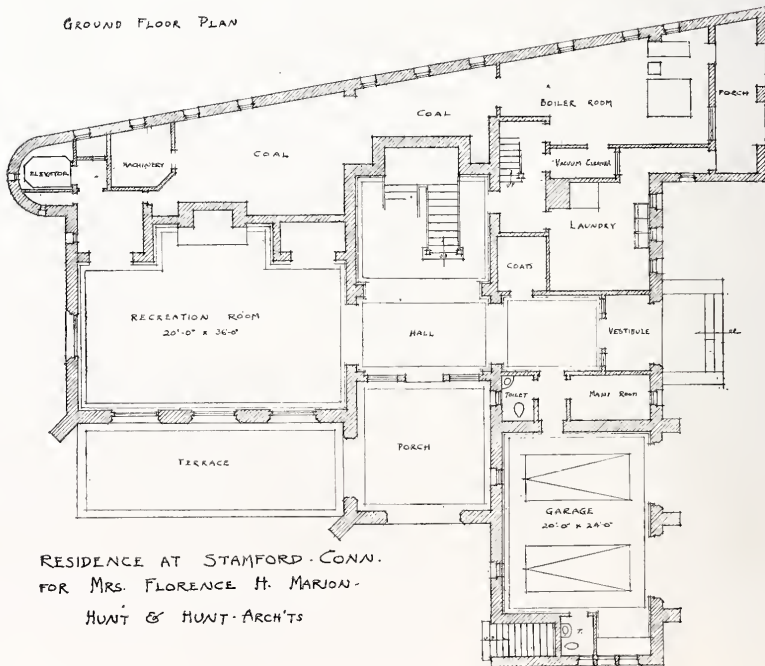 GROUND FLOOR PLAN
PORCH
BOILER ROOM
COAL
COAL
VACUUM CLEANER
MACHINERY
ELEVATOR
UP
LAUNDRY
COATS
RECREATION ROOM
20'-0" x 36'-0"
HALL
VESTIBULE
TOILET
MANS ROOM
PORCH
TERRACE
GARAGE
20'-0" x 24'-0"
T.
RESIDENCE AT STAMFORD-CONN.
FOR MRS. FLORENCE H. MARION-
HUNT & HUNT-ARCH'TS